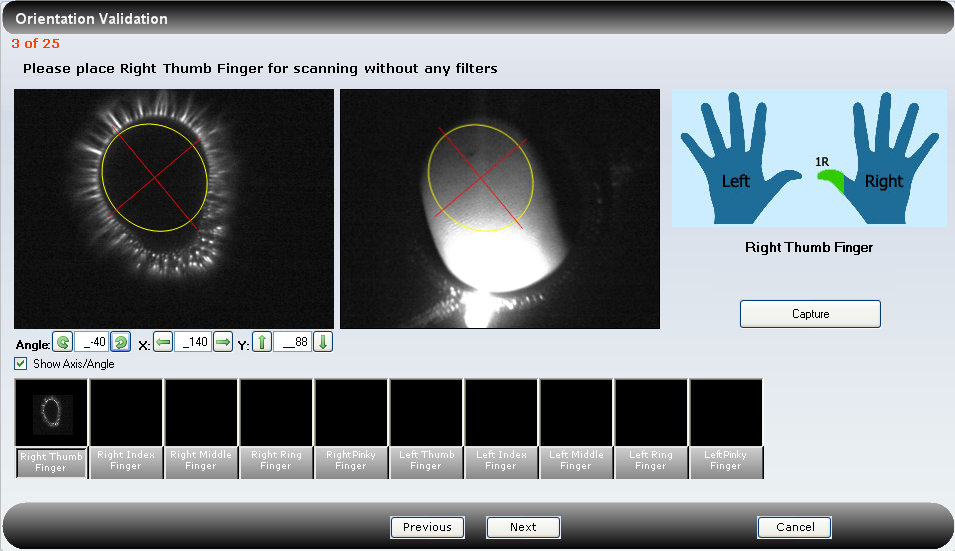 Orientation Validation
3 of 25
Please place Right Thumb Finger for scanning without any filters
1R
Left
Right
Right Thumb Finger
Capture
Angle: _-40 X: _140 Y: __88
Show Axis/Angle
Right Thumb
Finger
Right Index
Finger
Right Middle
Finger
Right Ring
Finger
RightPinky
Finger
Left Thumb
Finger
Left Index
Finger
Left Middle
Finger
Left Ring
Finger
LeftPinky
Finger
Previous
Next
Cancel